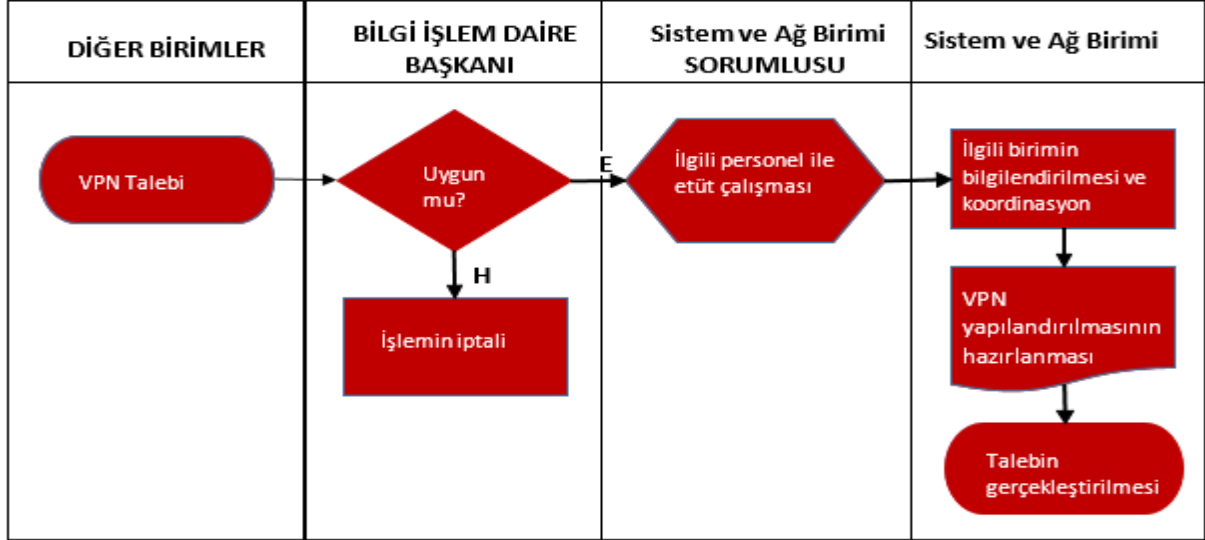 DİĞER BİRİMLER
BİLGİ İŞLEM DAİRE
BAŞKANI
Sistem ve Ağ Birimi
SORUMLUSU
Sistem ve Ağ Birimi
VPN Talebi
Uygun
mu?
E
H
İşlemin iptali
İlgili personel ile
etüt çalışması
İlgili birimin
bilgilendirilmesi ve
koordinasyon
VPN
yapılandırılmasının
hazırlanması
Talebin
gerçekleştirilmesi